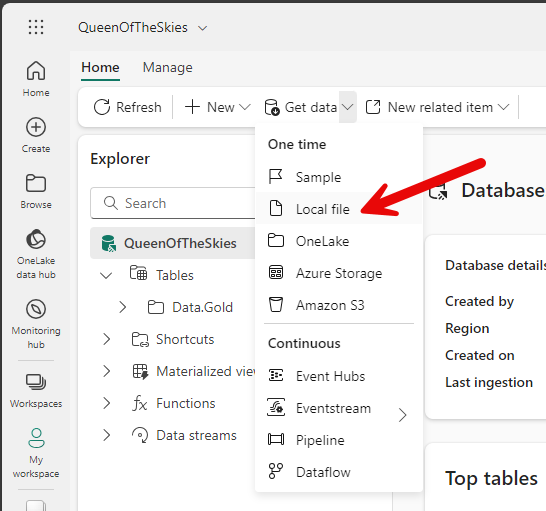 QueenOfTheSkies
Home
Manage
Refresh
New
Get data
New related item
Home
Create
Browse
OneLake
data hub
Monitoring
hub
Workspaces
My
workspace
Explorer
Search
QueenOfTheSkies
Tables
Data.Gold
Shortcuts
Materialized view
Functions
Data streams
One time
Sample
Local file
OneLake
Azure Storage
Amazon S3
Continuous
Event Hubs
Eventstream
Pipeline
Dataflow
Database
Database details
Created by
Region
Created on
Last ingestion
Top tables